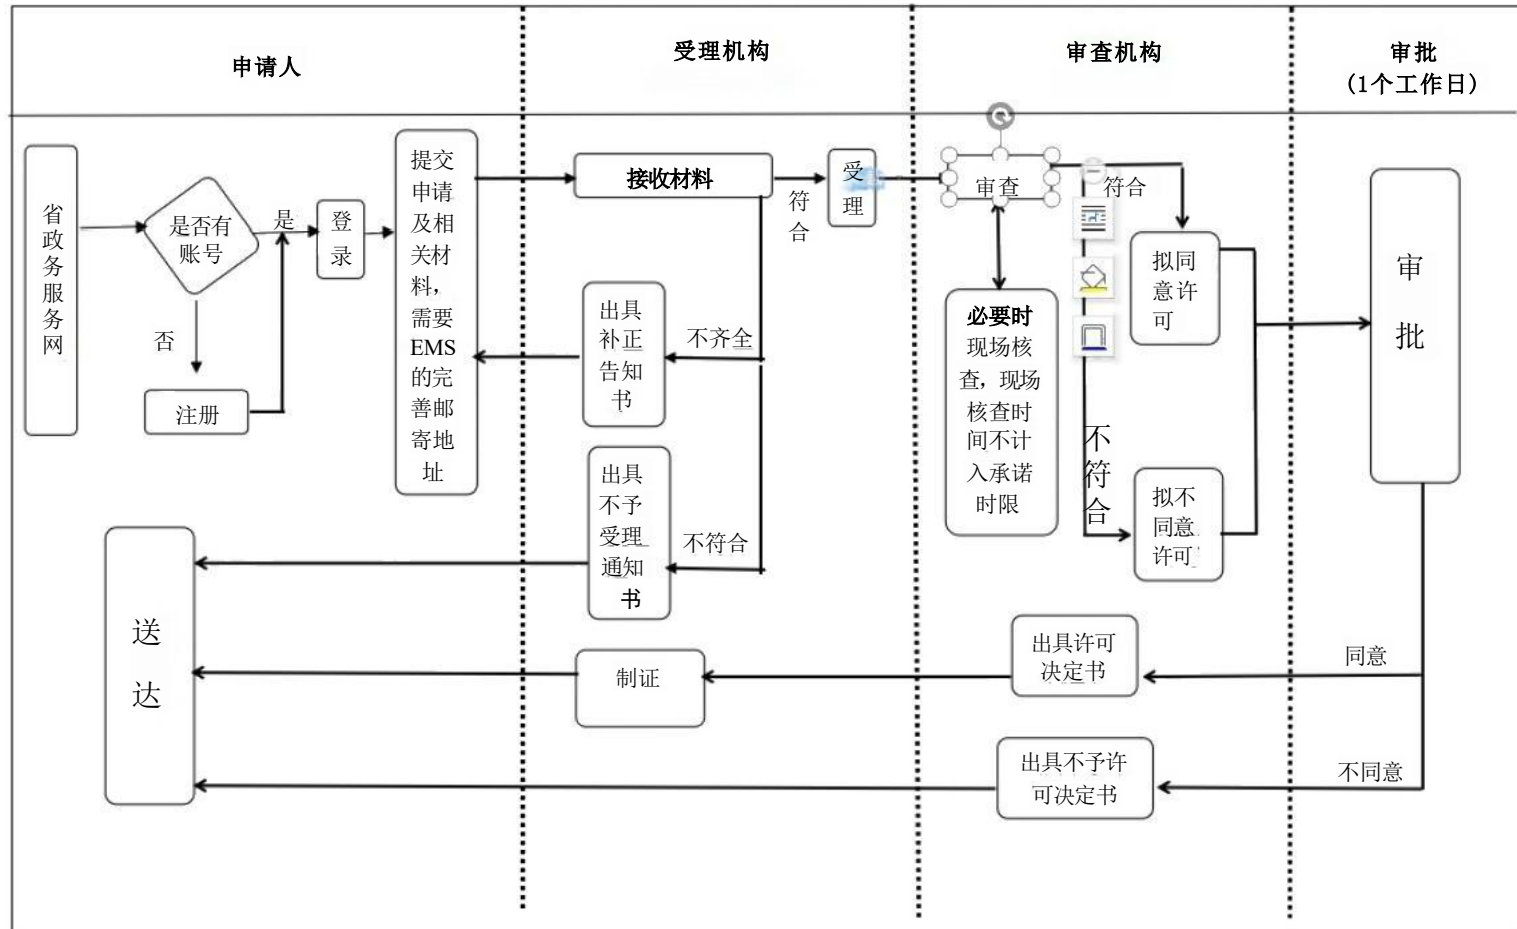 申请人
受理机构
审查机构
审批
(1个工作日)
省
政
务
服
务
网
是否有
账号
是
否
注册
登
录
提交
申请
及相
关材
料，
需要
EMS
的完
善邮
寄地
址
接收材料
符
合
受
理
出具
补正
告知
书
不齐全
出具
不予
受理
通知
书
不符合
审查
符合
必要时
现场核
查，现场
核查时
间不计
入承诺
时限
不
符
合
拟同
意许
可
拟不
同意
许可
审
批
送
达
制证
出具许可
决定书
同意
出具不予许
可决定书
不同意